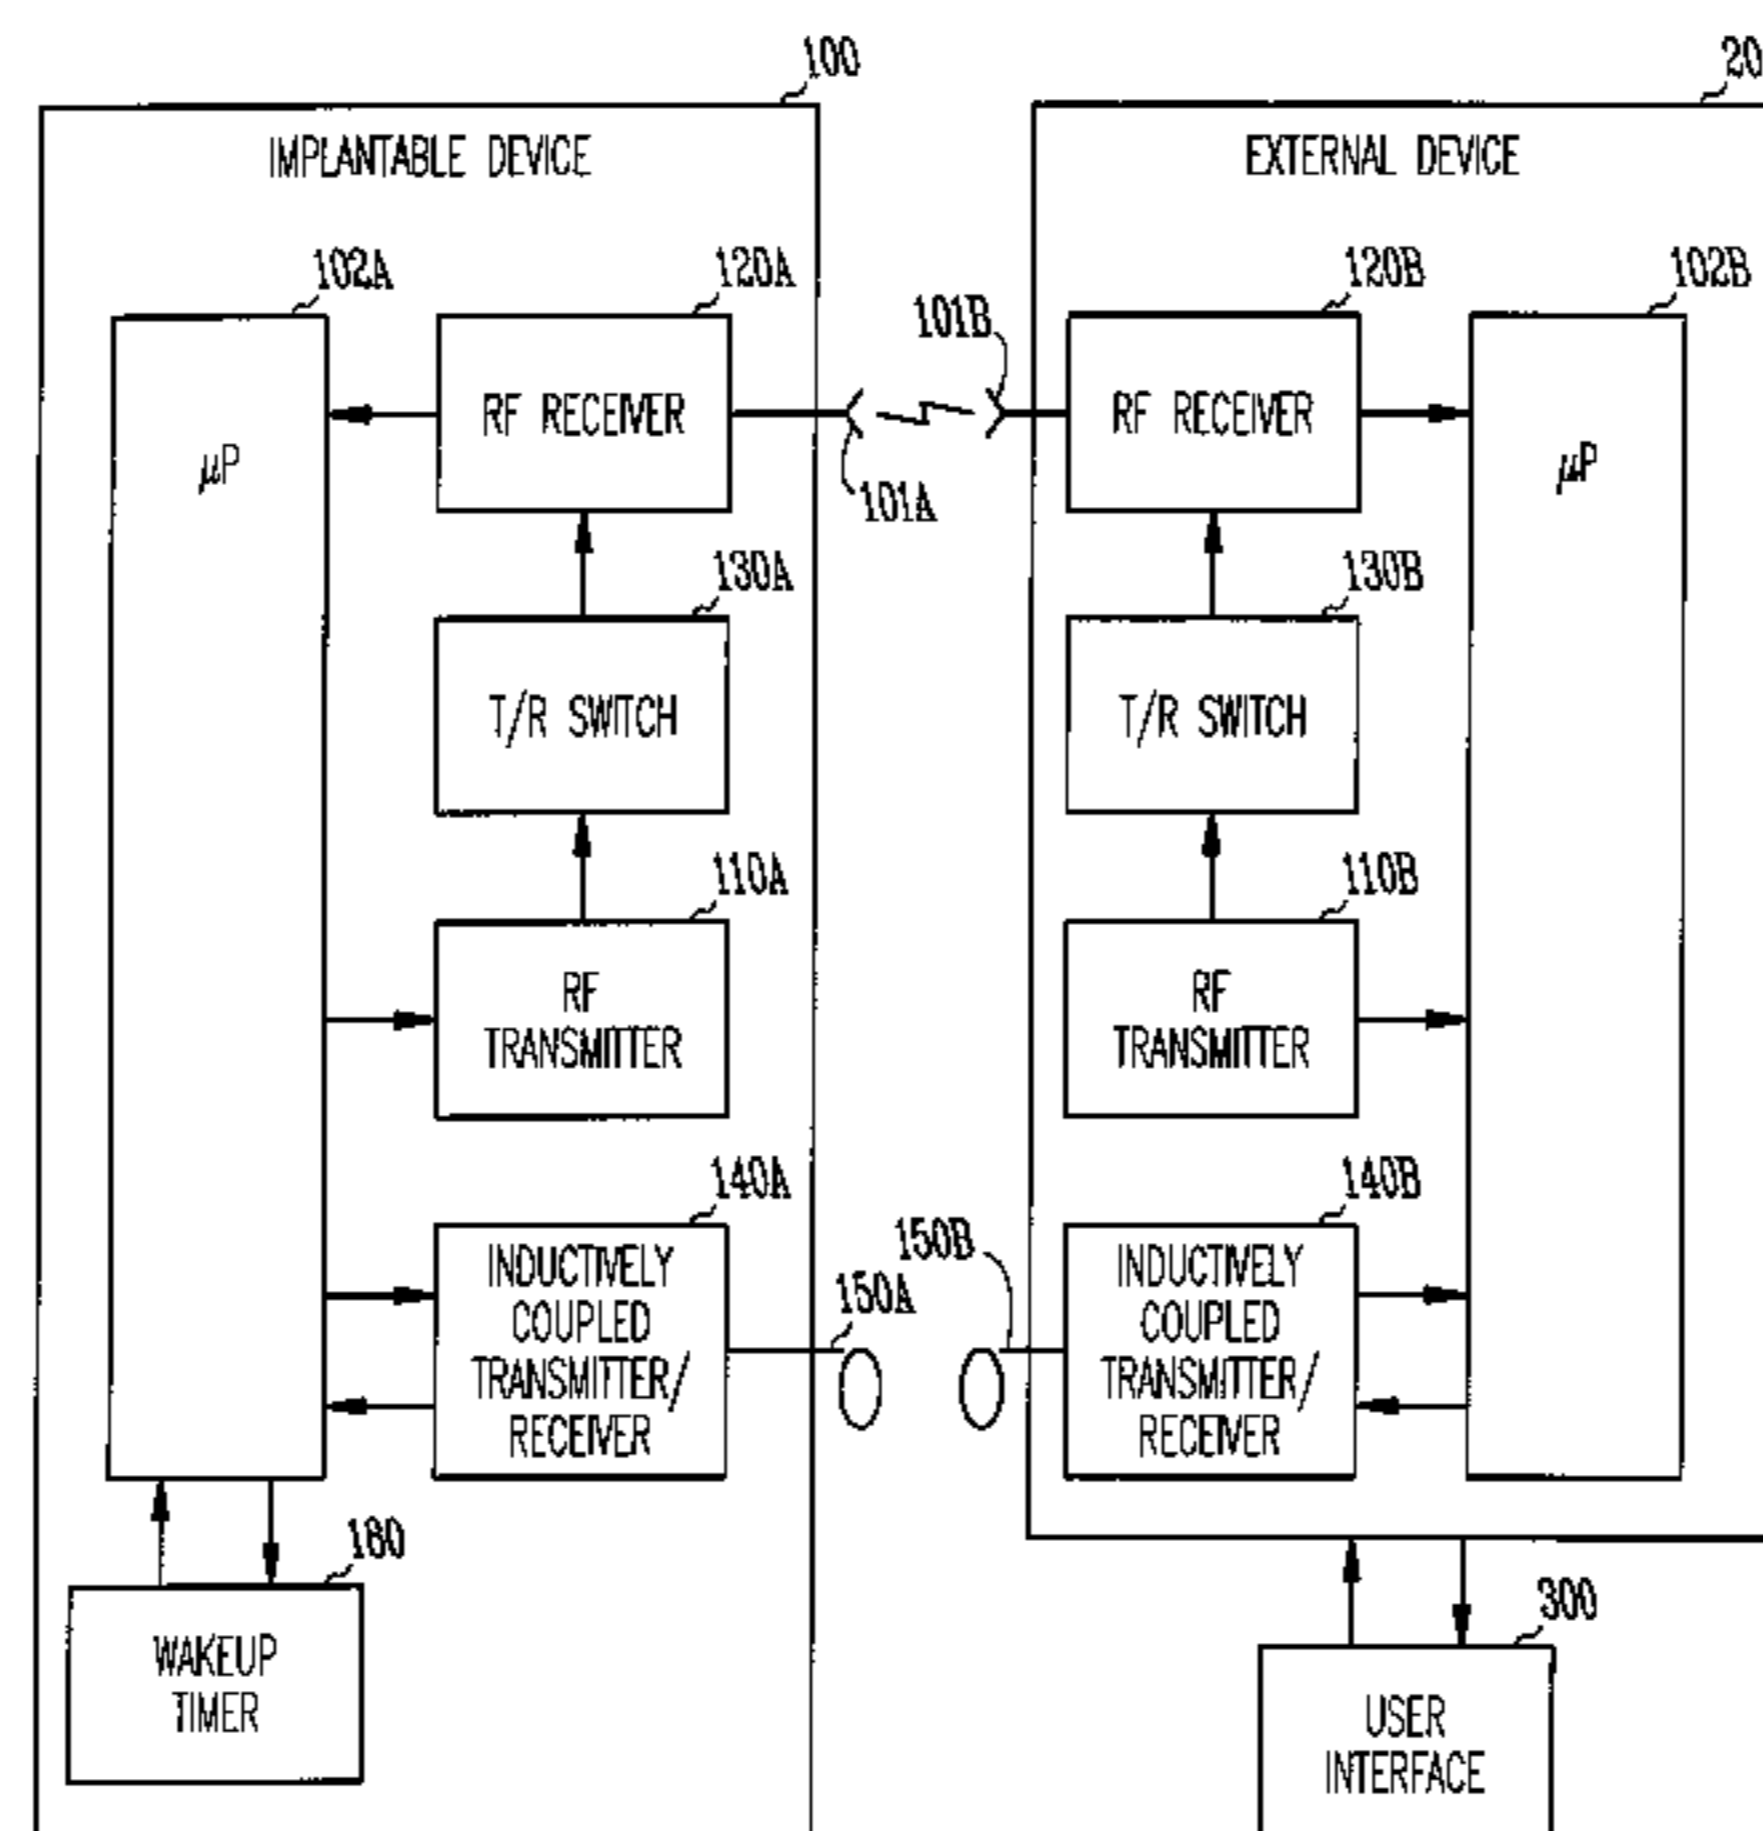 100
20
IMPLANTABLE DEVICE
EXTERNAL DEVICE
102A
120A
120B
102B
101B
RF RECEIVER
RF RECEIVER
μP
μP
101A
130A
130B
T/R SWITCH
T/R SWITCH
110A
110B
RF
TRANSMITTER
RF
TRANSMITTER
140A
140B
INDUCTIVELY
COUPLED
TRANSMITTER/
RECEIVER
150A
150B
INDUCTIVELY
COUPLED
TRANSMITTER/
RECEIVER
180
WAKEUP
TIMER
300
USER
INTERFACE